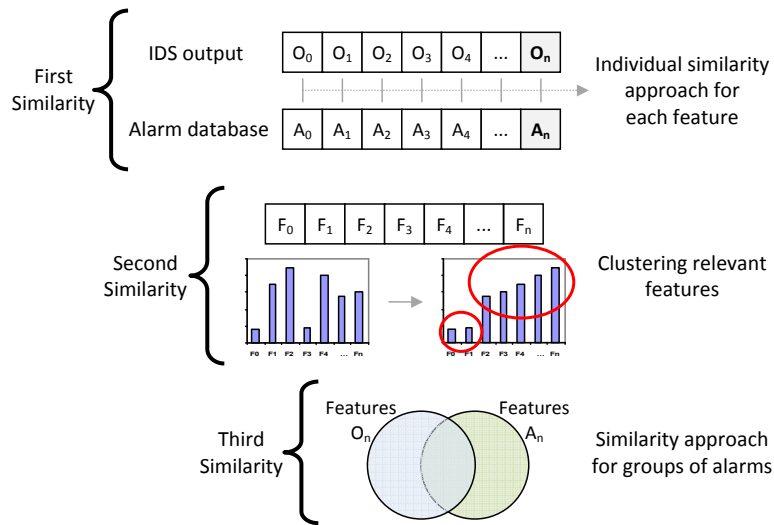 First
Similarity
IDS output
O₀ O₁ O₂ O₃ O₄ ... Oₙ
Alarm database
A₀ A₁ A₂ A₃ A₄ ... Aₙ
Individual similarity
approach for
each feature
Second
Similarity
F₀ F₁ F₂ F₃ F₄ ... Fₙ
F0 F1 F2 F3 F4 ... Fn
F0 F1 F2 F3 F4 ... Fn
Clustering relevant
features
Third
Similarity
Features
Oₙ
Features
Aₙ
Similarity approach
for groups of alarms